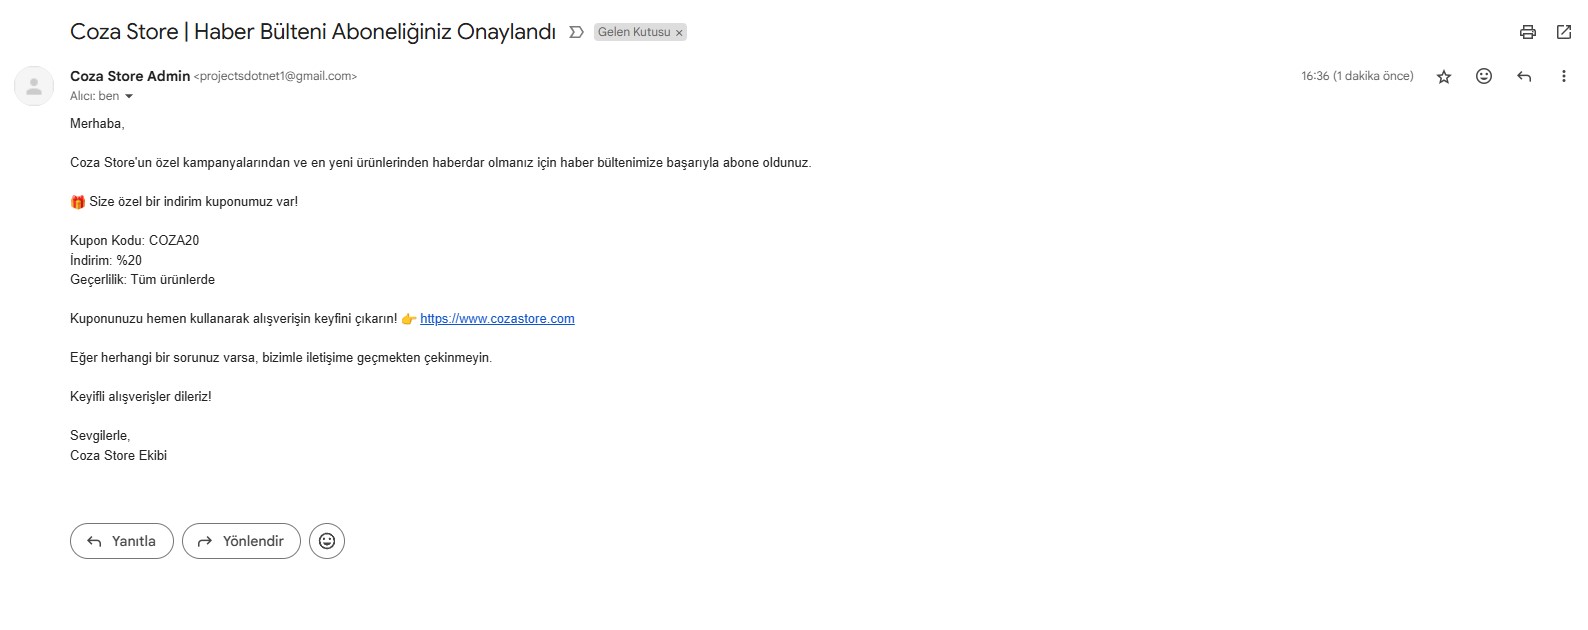 Coza Store | Haber Bülteni Aboneliğiniz Onaylandı Gelen Kutusu ×
Coza Store Admin <projectsdotnet1@gmail.com> 16:36 (1 dakika önce)
Alıcı: ben
Merhaba,
Coza Store'un özel kampanyalarından ve en yeni ürünlerinden haberdar olmanız için haber bültenimize başarıyla abone oldunuz.
🎁 Size özel bir indirim kuponumuz var!
Kupon Kodu: COZA20
İndirim: %20
Geçerlilik: Tüm ürünlerde
Kuponunuzu hemen kullanarak alışverişin keyfini çıkarın! 👉 https://www.cozastore.com
Eğer herhangi bir sorunuz varsa, bizimle iletişime geçmekten çekinmeyin.
Keyifli alışverişler dileriz!
Sevgilerle,
Coza Store Ekibi
Yanıtla Yönlendir